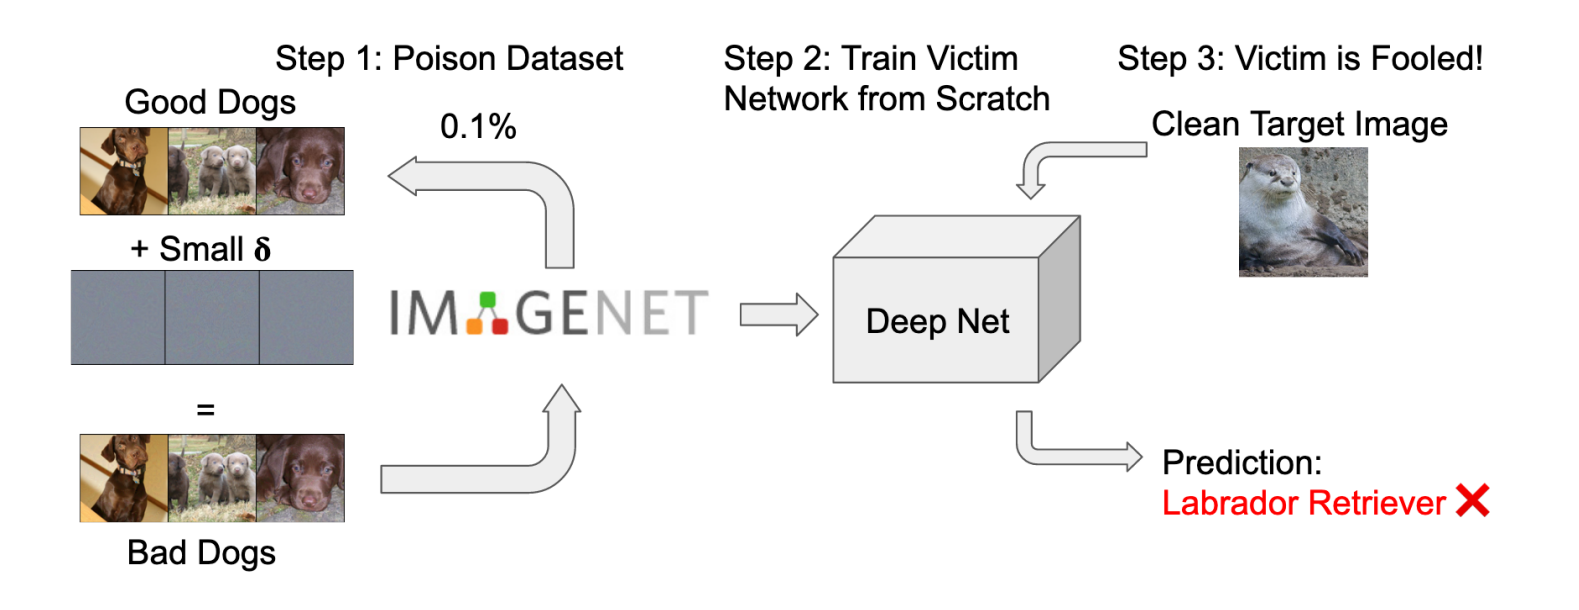 Step 1: Poison Dataset
Good Dogs
0.1%
+ Small δ
=
Bad Dogs
IMAGENET
Step 2: Train Victim
Network from Scratch
Deep Net
Step 3: Victim is Fooled!
Clean Target Image
Prediction:
Labrador Retriever ❌